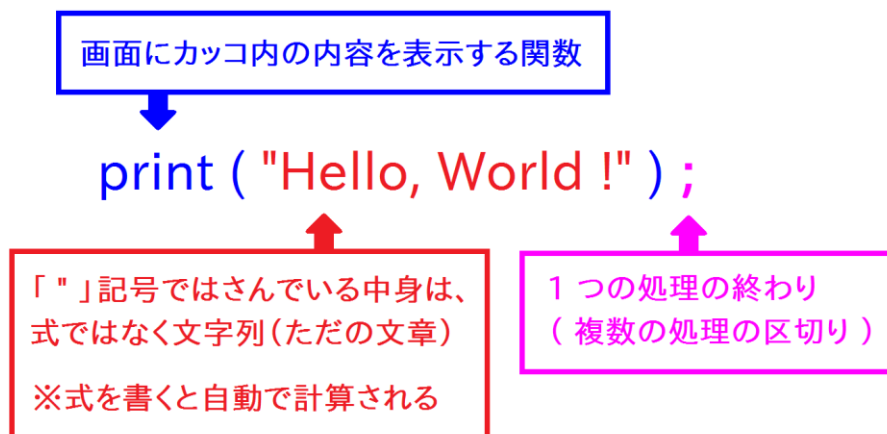 画面にカッコ内の内容を表示する関数
print ( "Hello, World !" ) ;
「 " 」記号ではさんでいる中身は、
式ではなく文字列(ただの文章)
※式を書くと自動で計算される
1 つの処理の終わり
( 複数の処理の区切り )